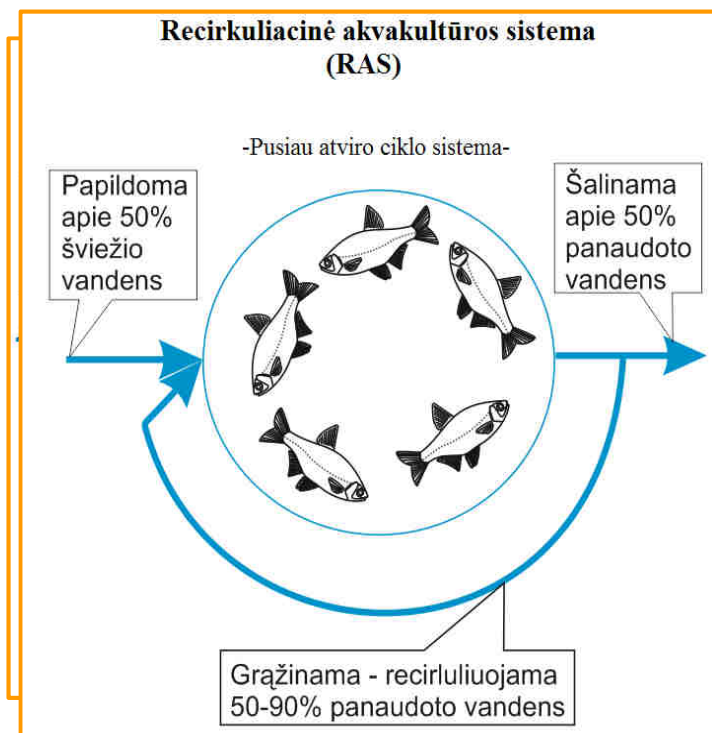 Recirkuliacinė akvakultūros sistema
(RAS)
-Pusiau atviro ciklo sistema-
Papildoma
apie 50%
šviežio
vandens
Šalinama
apie 50%
panaudoto
vandens
Grąžinama - recirluliuojama
50-90% panaudoto vandens